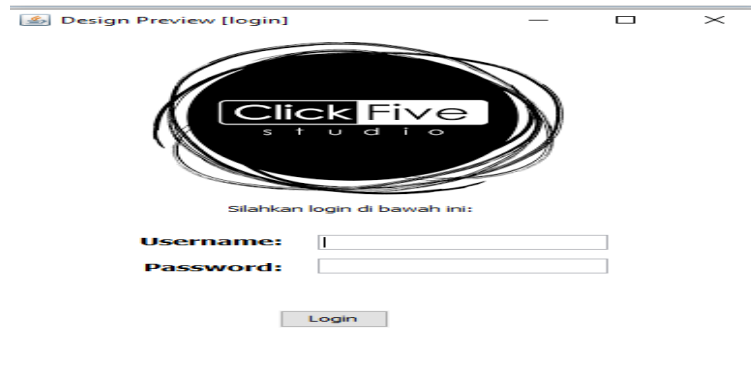 Design Preview [login]
Click Five
studio
Silahkan login di bawah ini:
Username:
Password:
Login